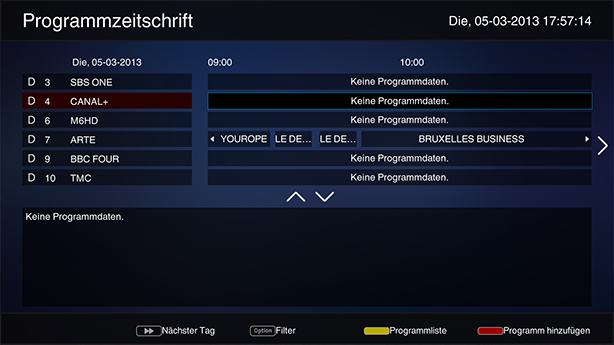 Programmzeitschrift Die, 05-03-2013 17:57:14
Die, 05-03-2013 09:00 10:00
D 3 SBS ONE Keine Programmdaten.
D 4 CANAL+ Keine Programmdaten.
D 6 M6HD Keine Programmdaten.
D 7 ARTE YOUROPE LE DE... LE DE... BRUXELLES BUSINESS
D 9 BBC FOUR Keine Programmdaten.
D 10 TMC Keine Programmdaten.
Keine Programmdaten.
Nächster Tag Option Filter Programmliste Programm hinzufügen